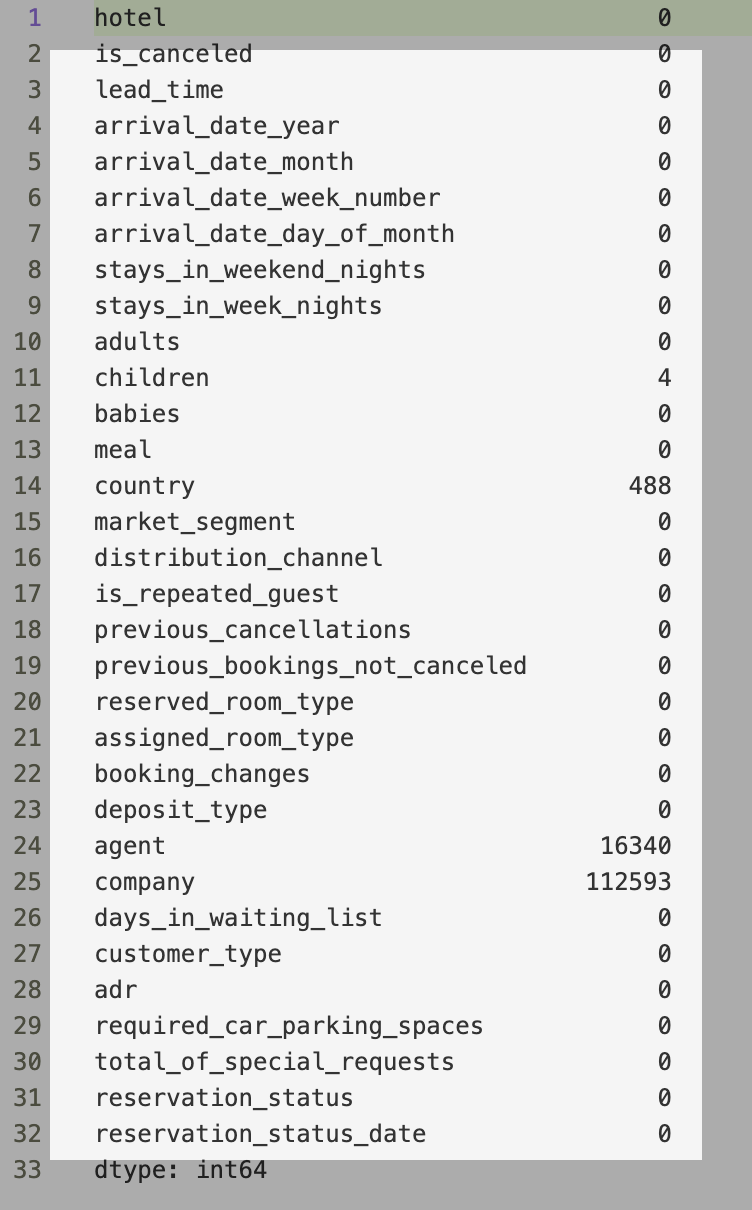 1 hotel 0
2 is_canceled 0
3 lead_time 0
4 arrival_date_year 0
5 arrival_date_month 0
6 arrival_date_week_number 0
7 arrival_date_day_of_month 0
8 stays_in_weekend_nights 0
9 stays_in_week_nights 0
10 adults 0
11 children 4
12 babies 0
13 meal 0
14 country 488
15 market_segment 0
16 distribution_channel 0
17 is_repeated_guest 0
18 previous_cancellations 0
19 previous_bookings_not_canceled 0
20 reserved_room_type 0
21 assigned_room_type 0
22 booking_changes 0
23 deposit_type 0
24 agent 16340
25 company 112593
26 days_in_waiting_list 0
27 customer_type 0
28 adr 0
29 required_car_parking_spaces 0
30 total_of_special_requests 0
31 reservation_status 0
32 reservation_status_date 0
33 dtype: int64